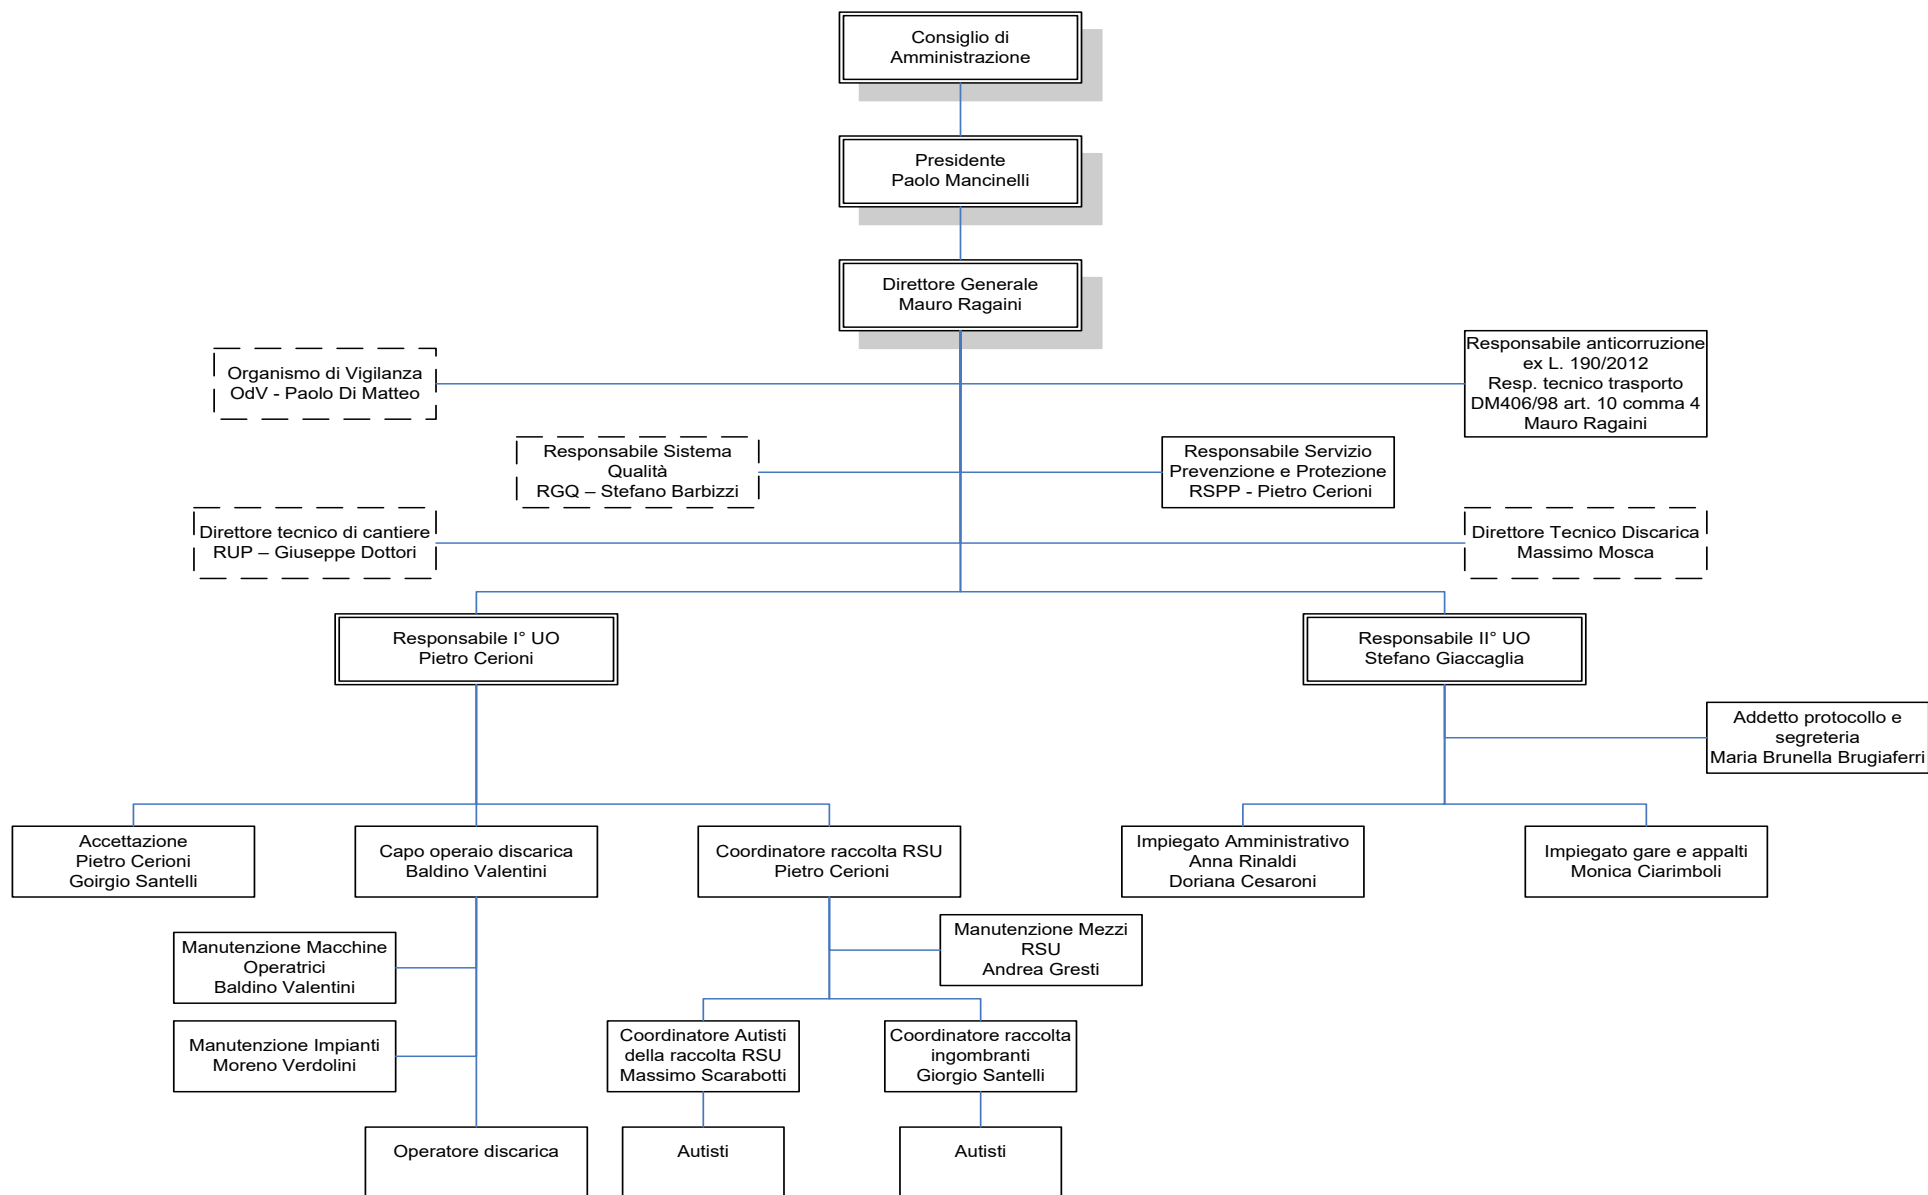 Consiglio di
Amministrazione
Presidente
Paolo Mancinelli
Direttore Generale
Mauro Ragaini
Organismo di Vigilanza
OdV - Paolo Di Matteo
Responsabile anticorruzione
ex L. 190/2012
Resp. tecnico trasporto
DM406/98 art. 10 comma 4
Mauro Ragaini
Responsabile Sistema
Qualità
RGQ – Stefano Barbizzi
Responsabile Servizio
Prevenzione e Protezione
RSPP - Pietro Cerioni
Direttore tecnico di cantiere
RUP – Giuseppe Dottori
Direttore Tecnico Discarica
Massimo Mosca
Responsabile I° UO
Pietro Cerioni
Responsabile II° UO
Stefano Giaccaglia
Addetto protocollo e
segreteria
Maria Brunella Brugiaferri
Accettazione
Pietro Cerioni
Goirgio Santelli
Capo operaio discarica
Baldino Valentini
Coordinatore raccolta RSU
Pietro Cerioni
Impiegato Amministrativo
Anna Rinaldi
Doriana Cesaroni
Impiegato gare e appalti
Monica Ciarimboli
Manutenzione Macchine
Operatrici
Baldino Valentini
Manutenzione Mezzi
RSU
Andrea Gresti
Manutenzione Impianti
Moreno Verdolini
Coordinatore Autisti
della raccolta RSU
Massimo Scarabotti
Coordinatore raccolta
ingombranti
Giorgio Santelli
Operatore discarica
Autisti
Autisti